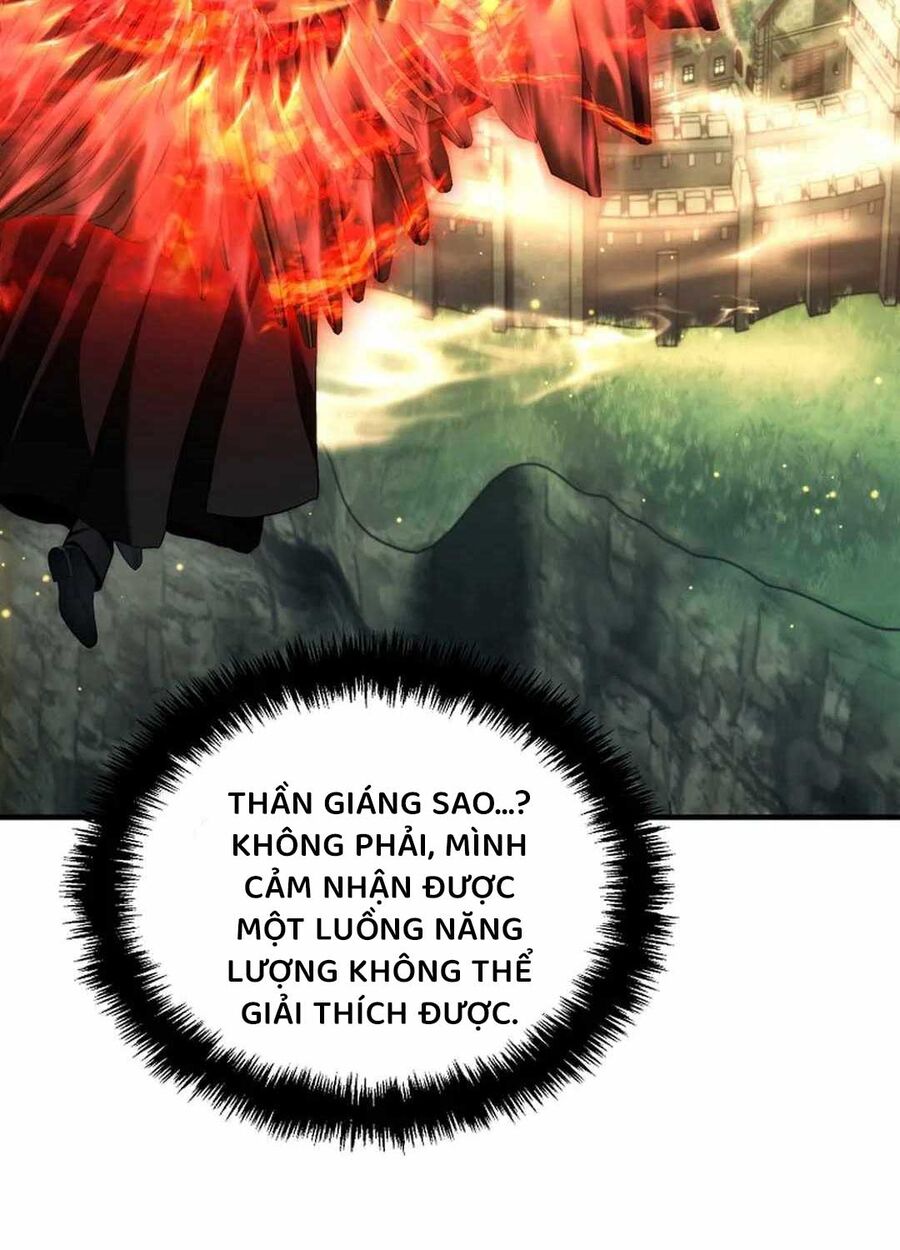 THẦN GIÁNG SAO...?
KHÔNG PHẢI, MÌNH
CẢM NHẬN ĐƯỢC
MỘT LUỒNG NĂNG
LƯỢNG KHÔNG THỂ
GIẢI THÍCH ĐƯỢC.